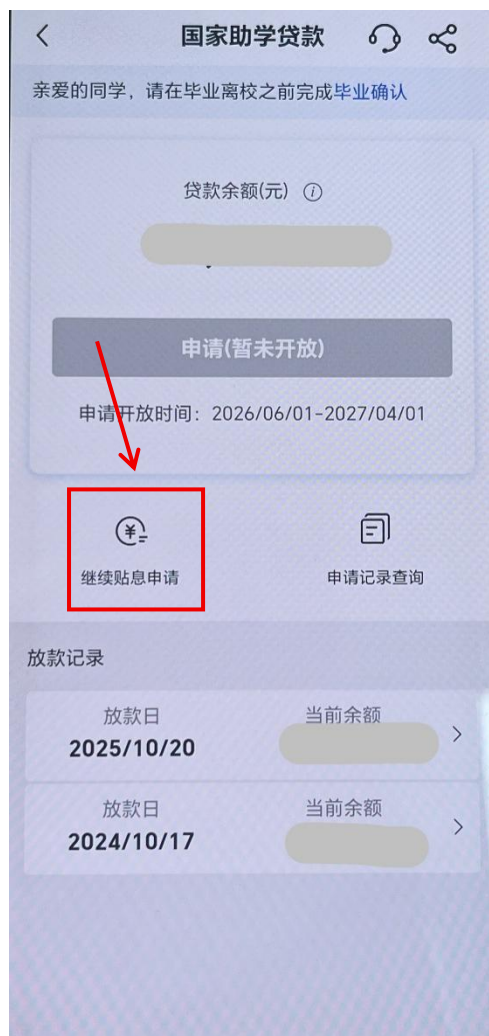 国家助学贷款
亲爱的同学，请在毕业离校之前完成毕业确认
贷款余额(元)
申请(暂未开放)
申请开放时间：2026/06/01-2027/04/01
继续贴息申请
申请记录查询
放款记录
放款日
当前余额
2025/10/20
放款日
当前余额
2024/10/17